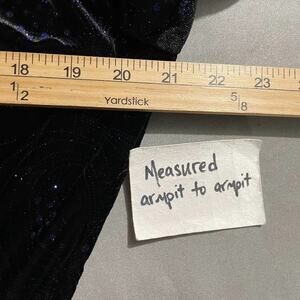 18 19 20 21 22 23
1/2 Yardstick 5/8
Measured
armpit to armpit